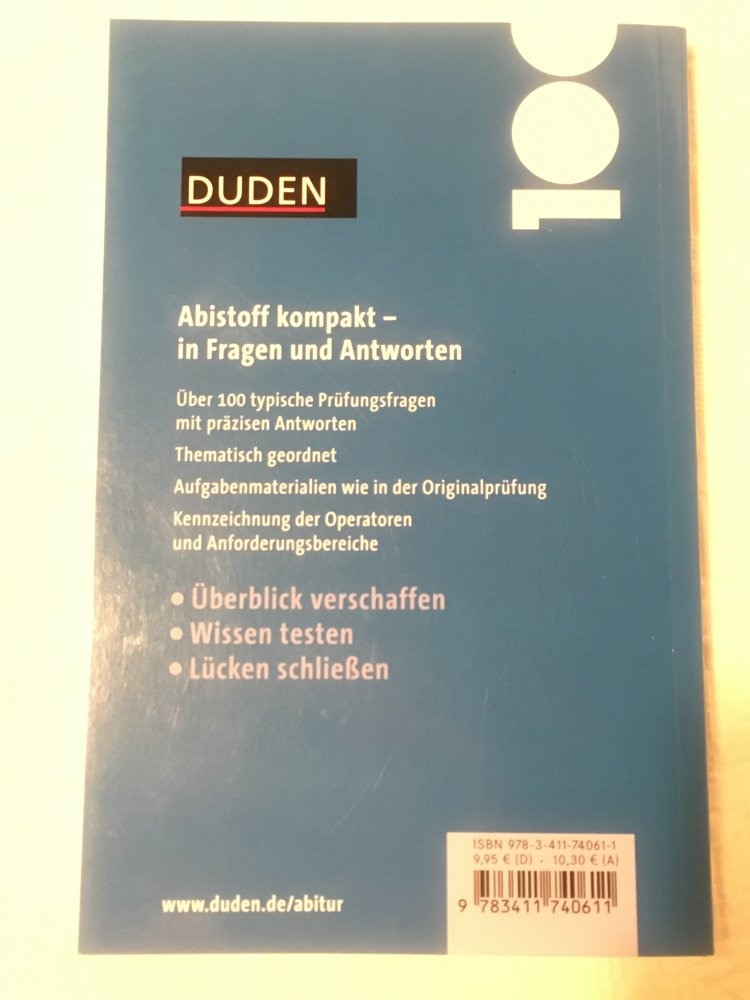 100
DUDEN
Abistoff kompakt –
in Fragen und Antworten
Über 100 typische Prüfungsfragen
mit präzisen Antworten
Thematisch geordnet
Aufgabenmaterialien wie in der Originalprüfung
Kennzeichnung der Operatoren
und Anforderungsbereiche
• Überblick verschaffen
• Wissen testen
• Lücken schließen
ISBN 978-3-411-74061-1
9,95 € (D) · 10,30 € (A)
9 783411 740611
www.duden.de/abitur